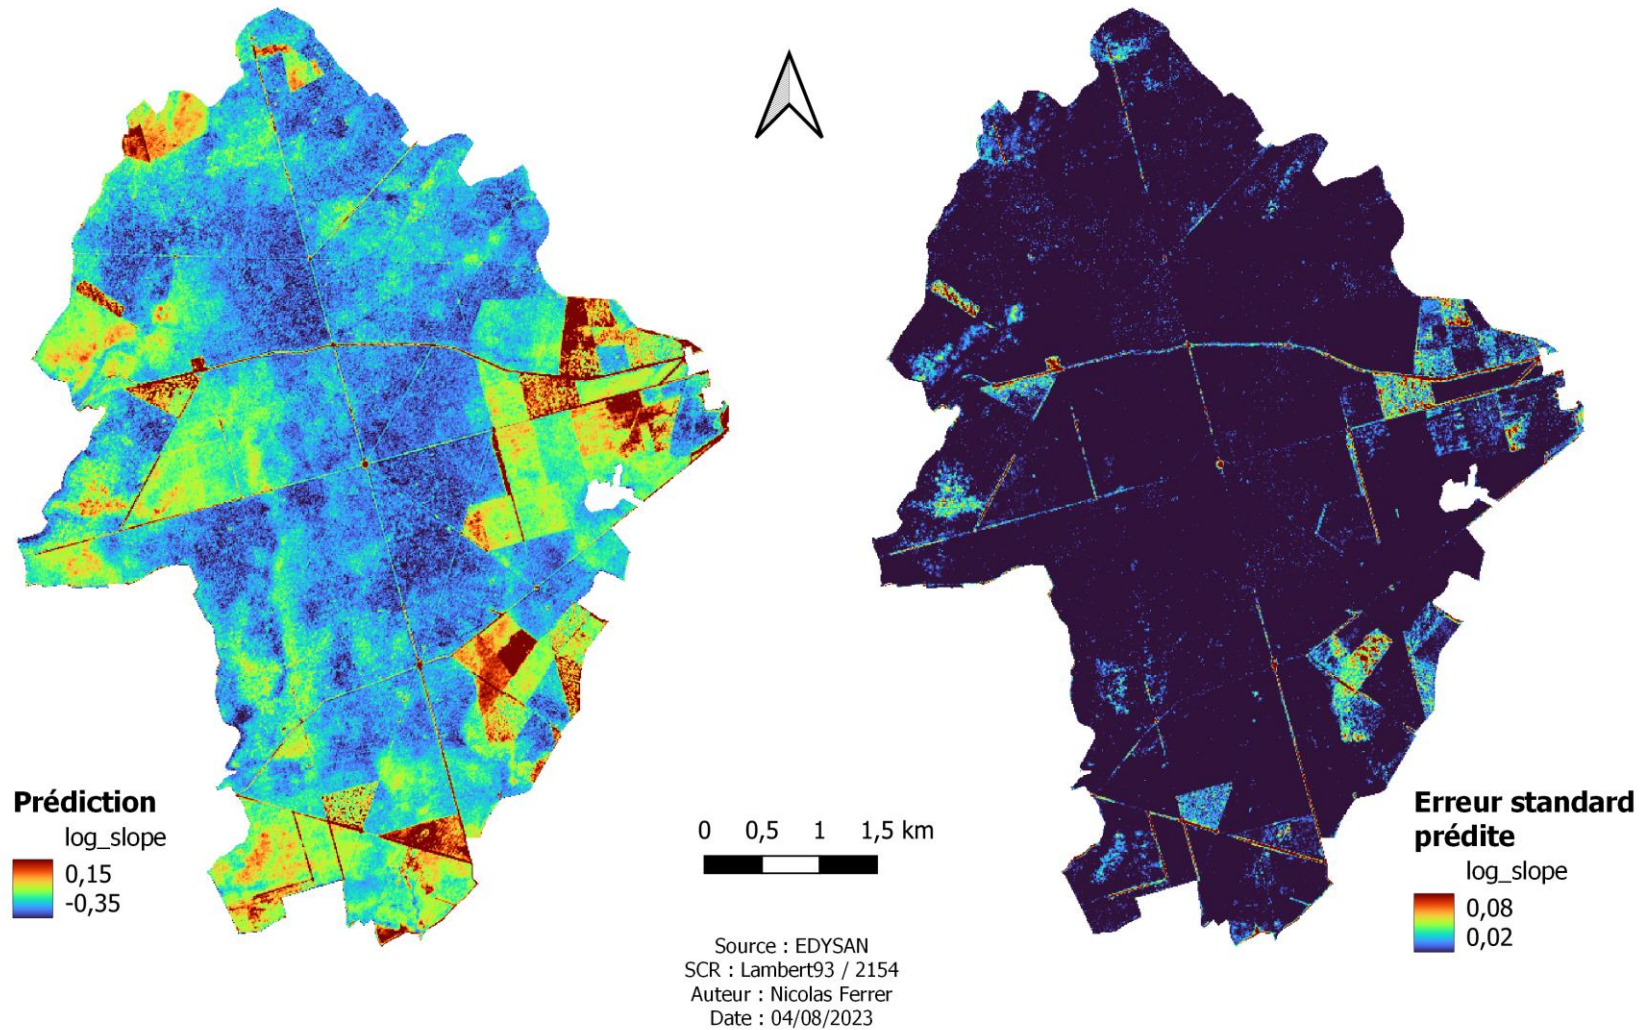 Prédiction
log_slope
0,15
-0,35
0 0,5 1 1,5 km
Source : EDYSAN
SCR : Lambert93 / 2154
Auteur : Nicolas Ferrer
Date : 04/08/2023
Erreur standard
prédite
log_slope
0,08
0,02